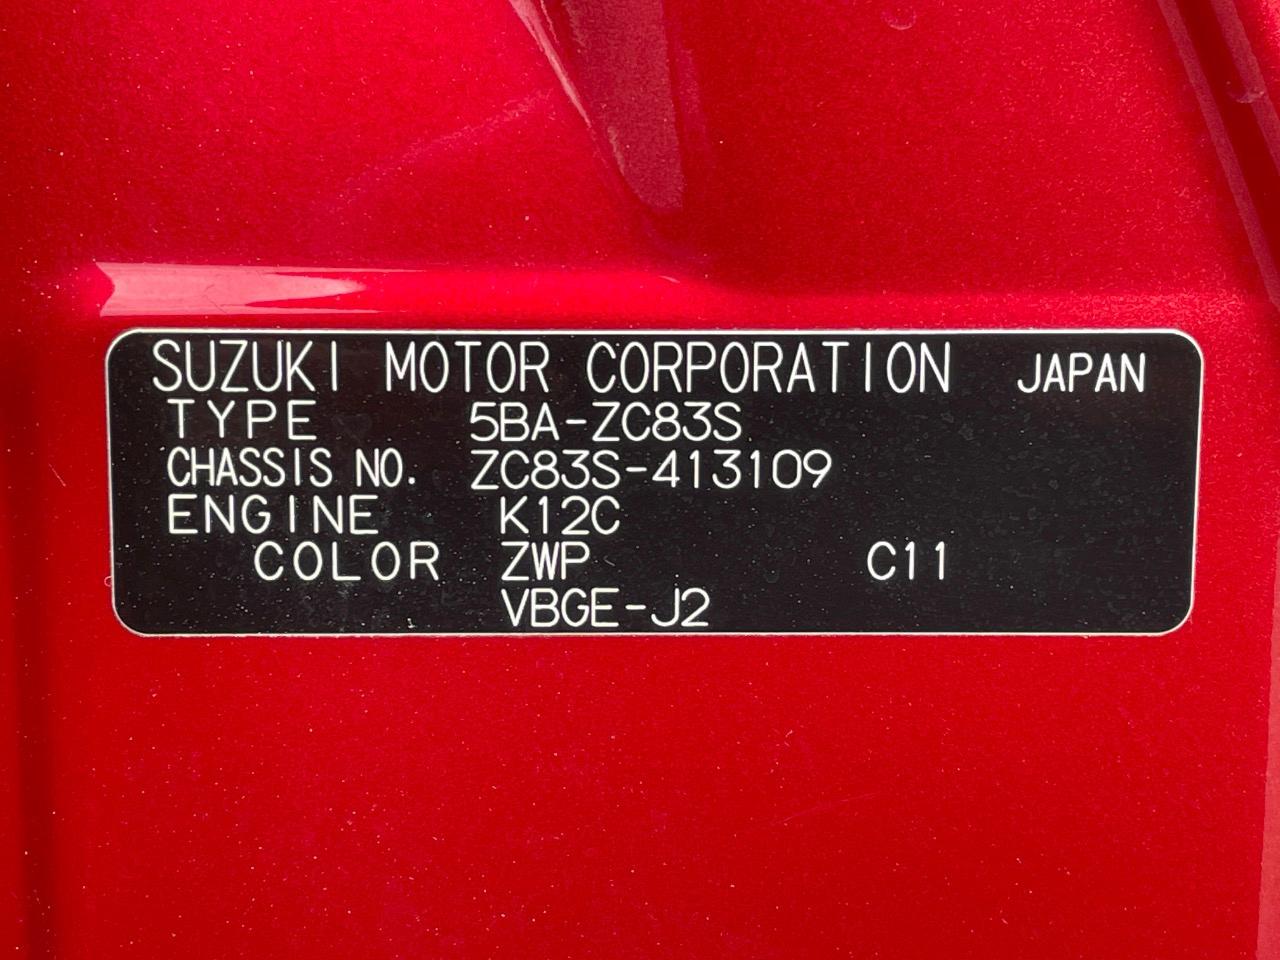 SUZUKI MOTOR CORPORATION JAPAN
TYPE 5BA-ZC83S
CHASSIS NO. ZC83S-413109
ENGINE K12C
COLOR ZWP C11
VBGE-J2